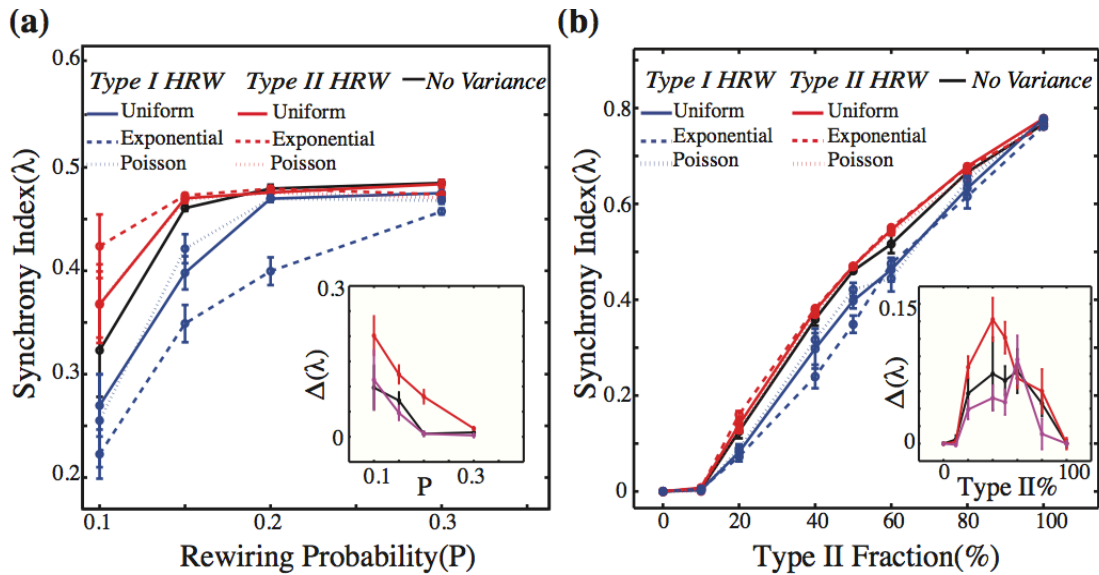 (a)
0.6
Type I HRW Type II HRW No Variance
Uniform Uniform
Exponential Exponential
Poisson Poisson
0.5
0.4
0.3
0.2
Synchrony Index(λ)
0.1 0.2 0.3
Rewiring Probability(P)
0.3
0
Δ(λ)
0.1 0.3
P
(b)
Type I HRW Type II HRW No Variance
Uniform Uniform
Exponential Exponential
Poisson Poisson
0.8
0.6
0.4
0.2
0
Synchrony Index(λ)
0 20 40 60 80 100
Type II Fraction(%)
0.15
0
Δ(λ)
0 100
Type II%